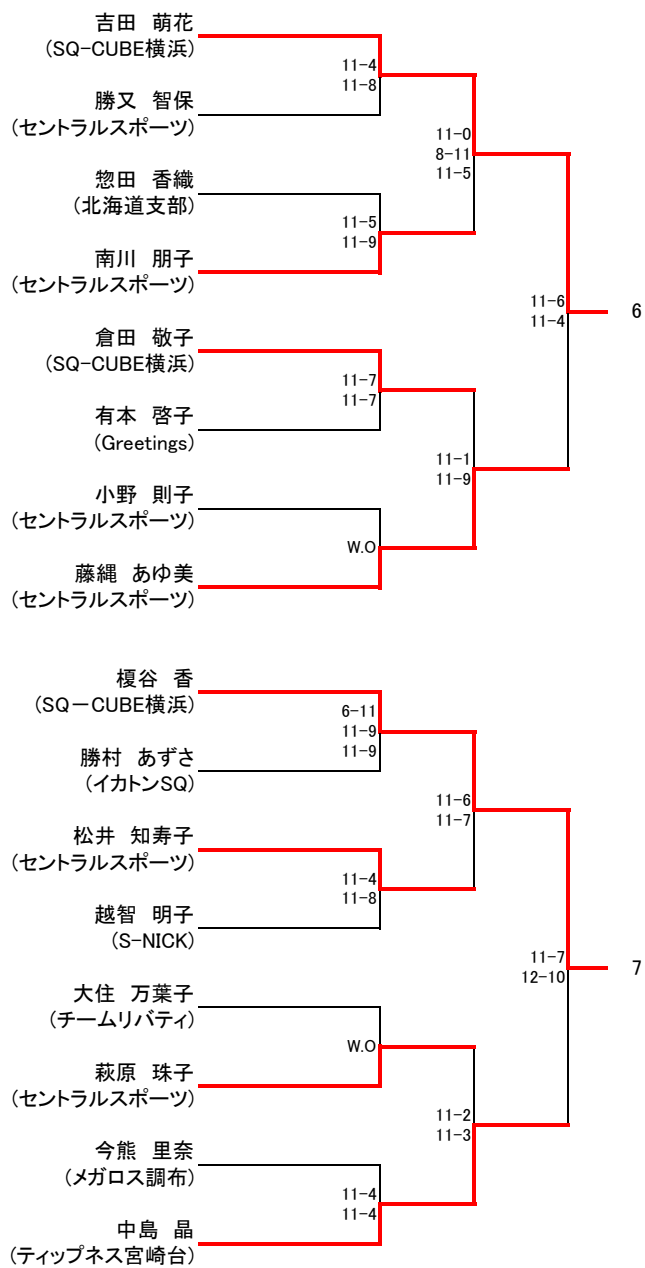 吉田　萌花
(SQ-CUBE横浜)
11-4
11-8
勝又　智保
(セントラルスポーツ)
11-0
8-11
11-5
惣田　香織
(北海道支部)
11-5
11-9
南川　朋子
(セントラルスポーツ)
11-6
11-4
6
倉田　敬子
(SQ-CUBE横浜)
11-7
11-7
有本　啓子
(Greetings)
11-1
11-9
小野　則子
(セントラルスポーツ)
W.O
藤縄　あゆ美
(セントラルスポーツ)
榎谷　香
(SQーCUBE横浜)
6-11
11-9
11-9
勝村　あずさ
(イカトンSQ)
11-6
11-7
松井　知寿子
(セントラルスポーツ)
11-4
11-8
越智　明子
(S-NICK)
11-7
12-10
7
大住　万葉子
(チームリバティ)
W.O
萩原　珠子
(セントラルスポーツ)
11-2
11-3
今熊　里奈
(メガロス調布)
11-4
11-4
中島　晶
(ティップネス宮崎台)